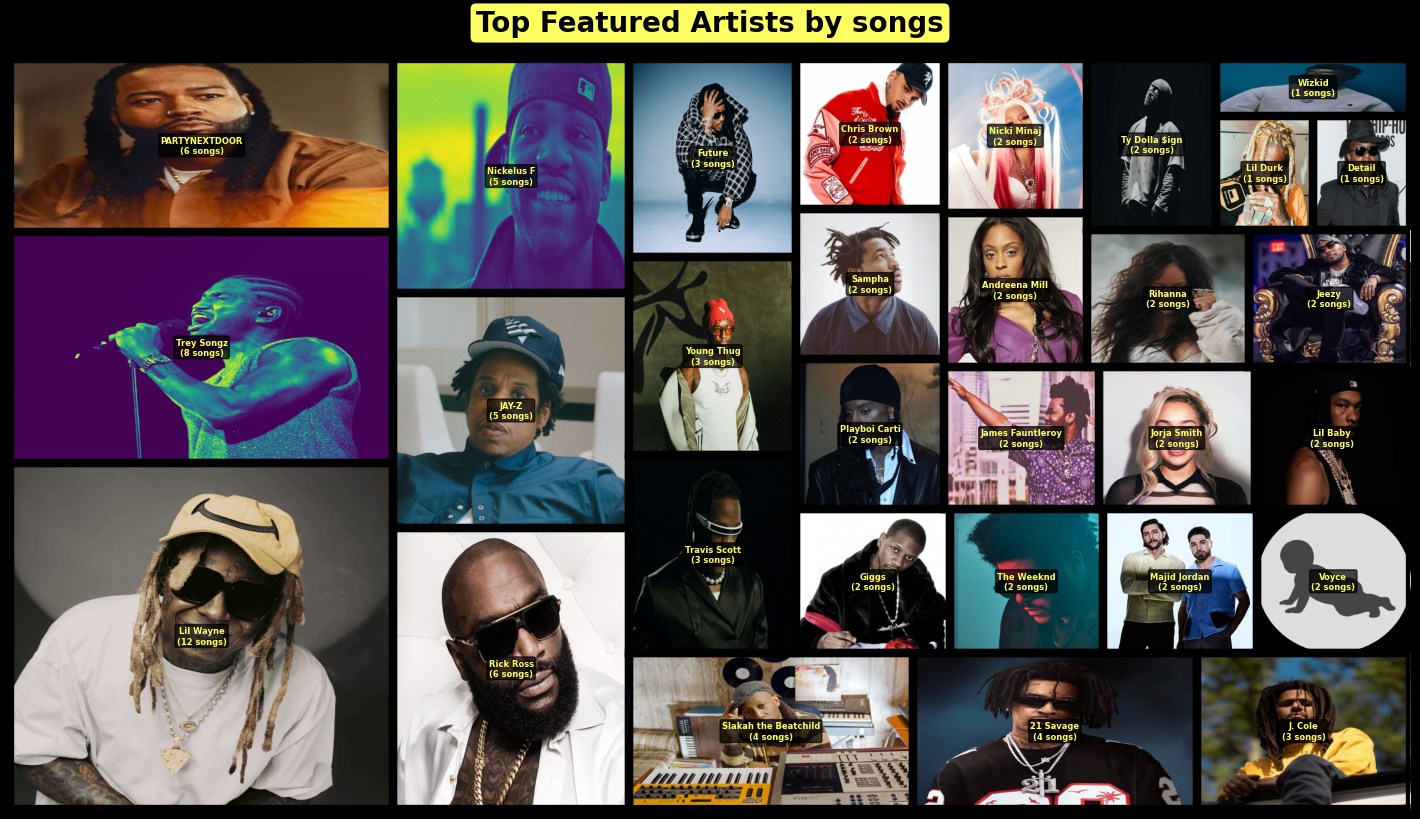 Top Featured Artists by songs
PARTYNEXTDOOR
(6 songs)
Trey Songz
(8 songs)
Lil Wayne
(12 songs)
Nickelus F
(5 songs)
JAY-Z
(5 songs)
Rick Ross
(6 songs)
Future
(3 songs)
Young Thug
(3 songs)
Travis Scott
(3 songs)
Chris Brown
(2 songs)
Sampha
(2 songs)
Playboi Carti
(2 songs)
Nicki Minaj
(2 songs)
Andreena Mill
(2 songs)
Ty Dolla $ign
(2 songs)
Wizkid
(1 songs)
Lil Durk
(1 songs)
Detail
(1 songs)
Rihanna
(2 songs)
Jeezy
(2 songs)
James Fauntleroy
(2 songs)
Jorja Smith
(2 songs)
Lil Baby
(2 songs)
Giggs
(2 songs)
The Weeknd
(2 songs)
Majid Jordan
(2 songs)
Voyce
(2 songs)
Slakah the Beatchild
(4 songs)
21 Savage
(4 songs)
J. Cole
(3 songs)